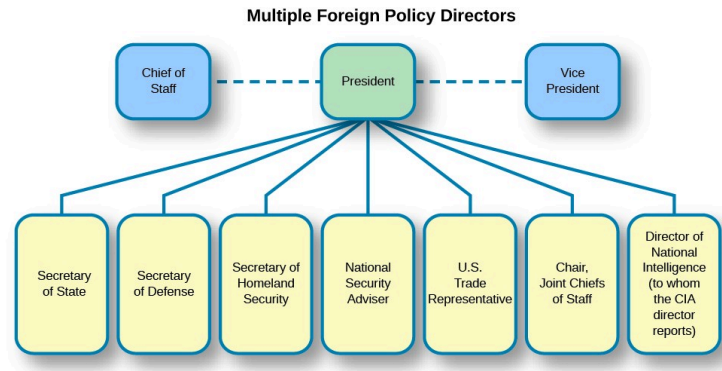 Multiple Foreign Policy Directors
Chief of
Staff
President
Vice
President
Secretary
of State
Secretary
of Defense
Secretary of
Homeland
Security
National
Security
Adviser
U.S.
Trade
Representative
Chair,
Joint Chiefs
of Staff
Director of
National
Intelligence
(to whom
the CIA
director
reports)